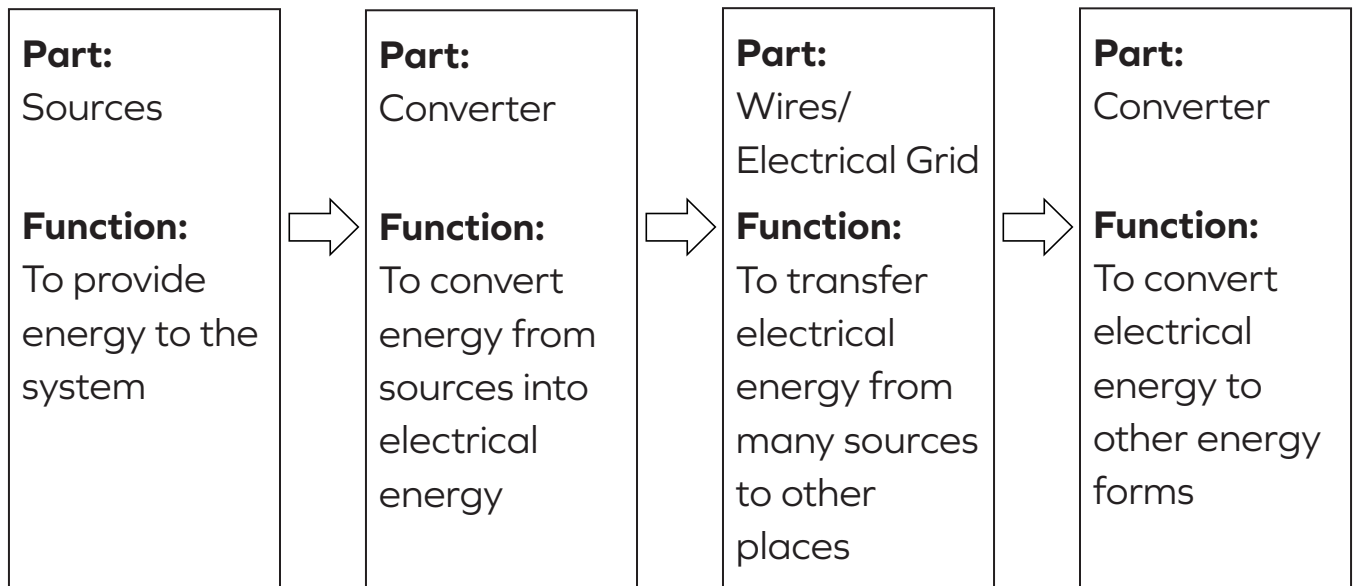 Part:
Sources
Function:
To provide
energy to the
system
Part:
Converter
Function:
To convert
energy from
sources into
electrical
energy
Part:
Wires/
Electrical Grid
Function:
To transfer
electrical
energy from
many sources
to other
places
Part:
Converter
Function:
To convert
electrical
energy to
other energy
forms